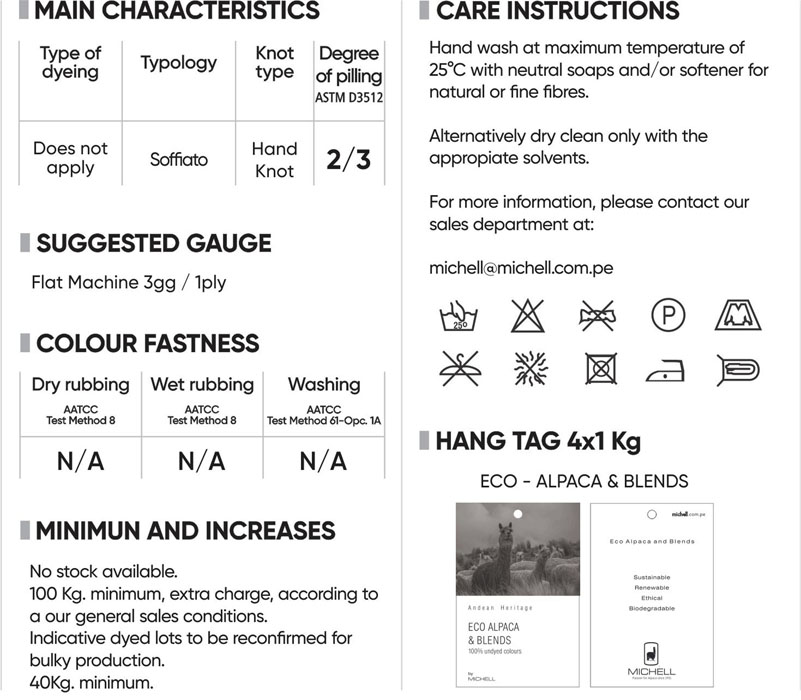 MAIN CHARACTERISTICS
Type of
dyeing
Typology
Knot
type
Degree
of pilling
ASTM D3512
Does not
apply
Soffiato
Hand
Knot
2/3
SUGGESTED GAUGE
Flat Machine 3gg / 1ply
COLOUR FASTNESS
Dry rubbing
AATCC
Test Method 8
Wet rubbing
AATCC
Test Method 8
Washing
AATCC
Test Method 61-Opc. 1A
N/A
N/A
N/A
MINIMUN AND INCREASES
No stock available.
100 Kg. minimum, extra charge, according to
a our general sales conditions.
Indicative dyed lots to be reconfirmed for
bulky production.
40Kg. minimum.
CARE INSTRUCTIONS
Hand wash at maximum temperature of
25°C with neutral soaps and/or softener for
natural or fine fibres.
Alternatively dry clean only with the
appropiate solvents.
For more information, please contact our
sales department at:
michell@michell.com.pe
25°
P
HANG TAG 4x1 Kg
ECO - ALPACA & BLENDS
Andean Heritage
ECO ALPACA
& BLENDS
100% undyed colours
by
MICHELL
michell.com.pe
Eco Alpaca and Blends
Sustainable
Renewable
Ethical
Biodegradable
MICHELL